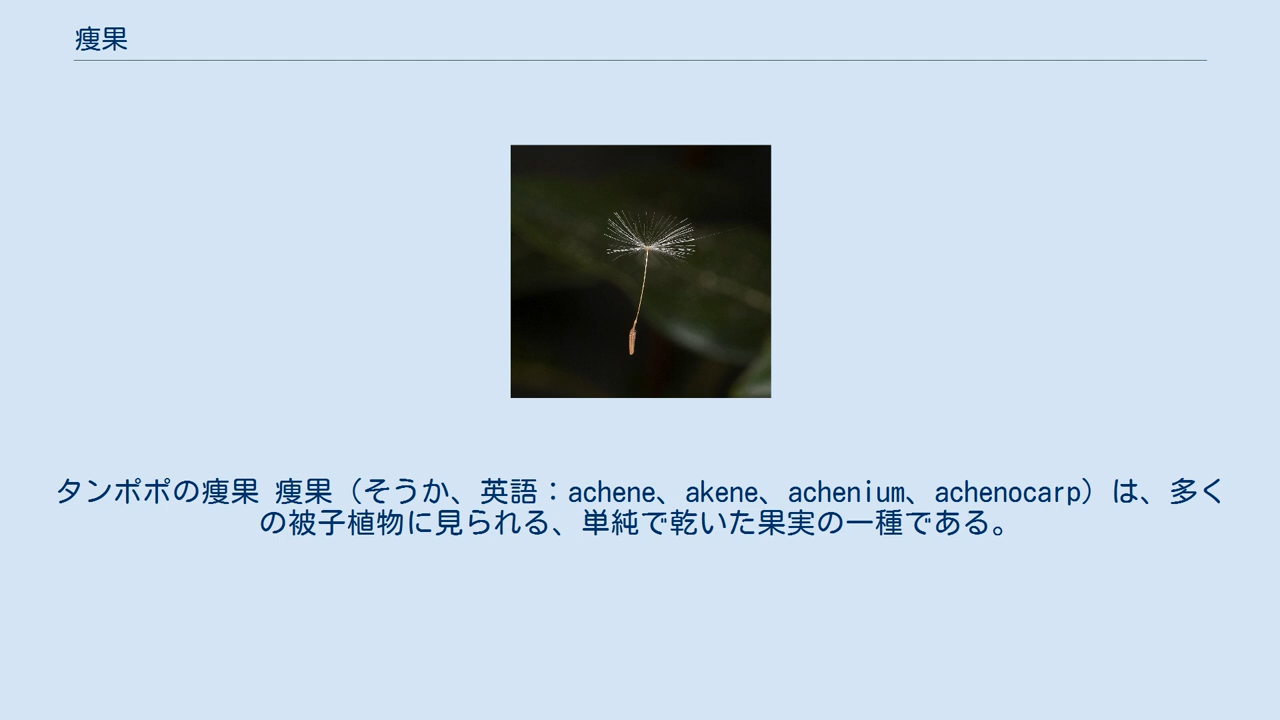 痩果
タンポポの痩果 痩果（そうか、英語：achene、akene、achenium、achenocarp）は、多く
の被子植物に見られる、単純で乾いた果実の一種である。